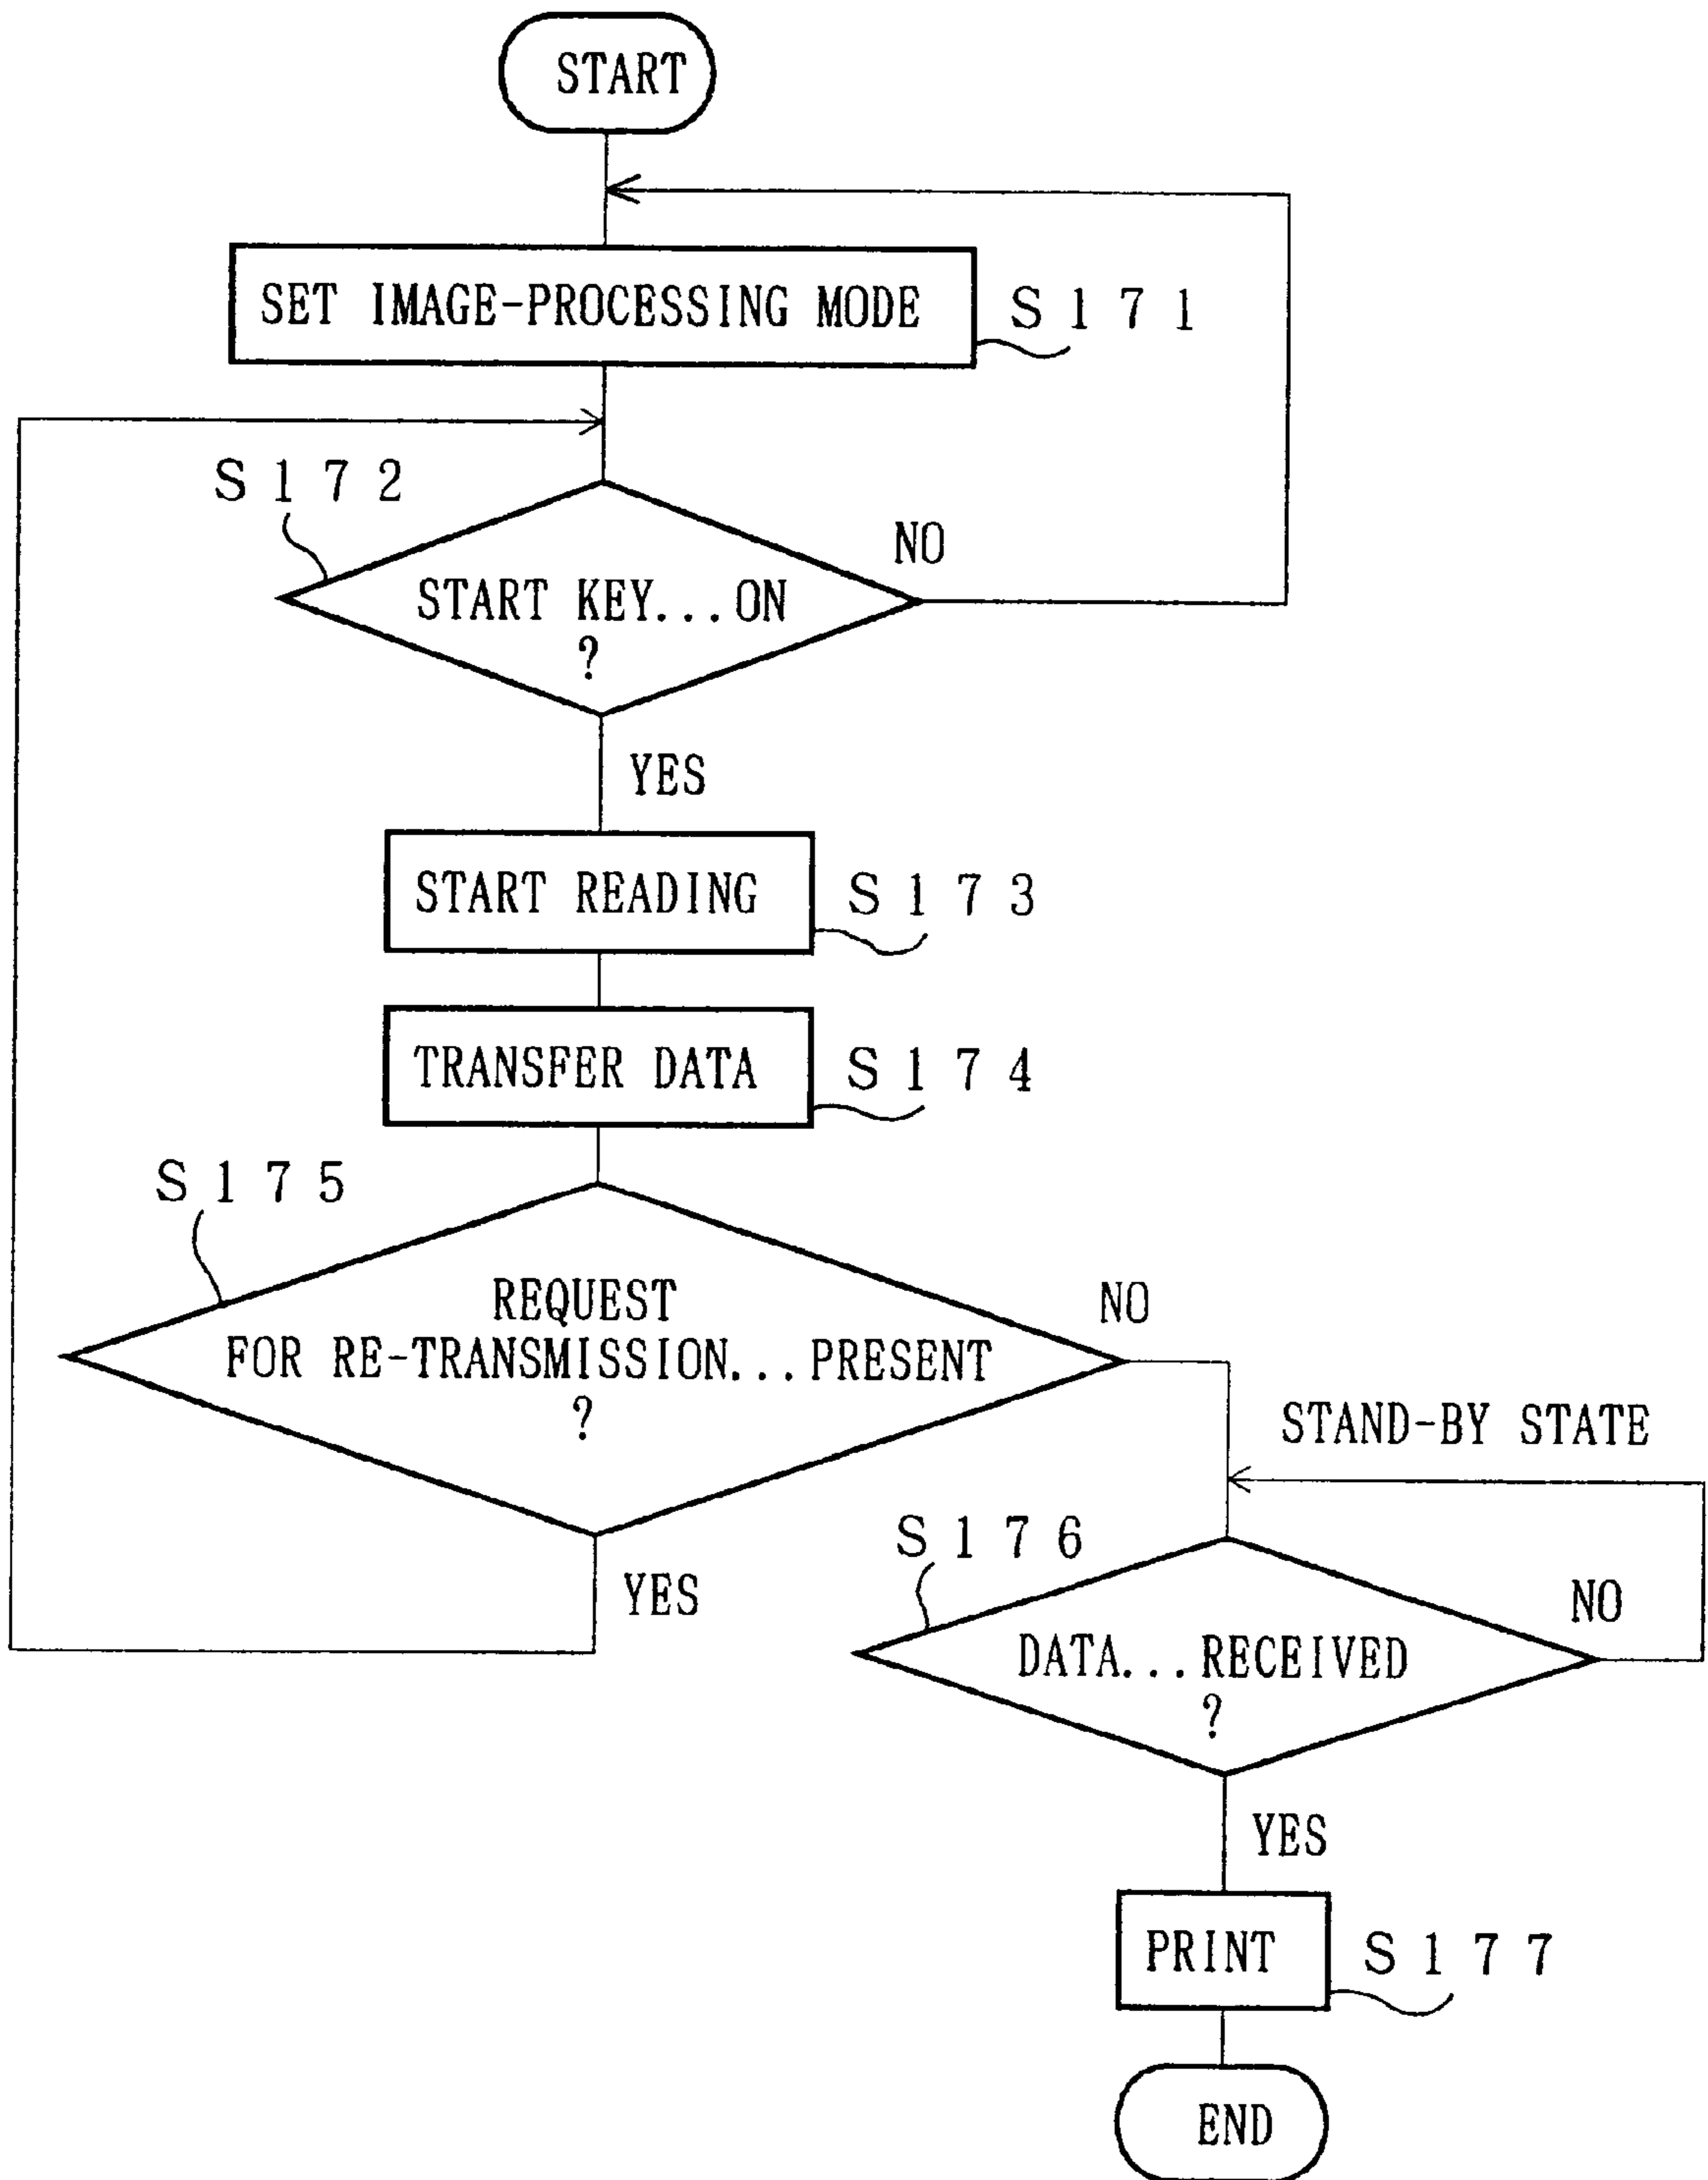 START
SET IMAGE-PROCESSING MODE
S171
S172
NO
START KEY...ON
?
YES
START READING
S173
TRANSFER DATA
S174
S175
REQUEST
FOR RE-TRANSMISSION...PRESENT
?
NO
YES
STAND-BY STATE
S176
NO
DATA...RECEIVED
?
YES
PRINT
S177
END